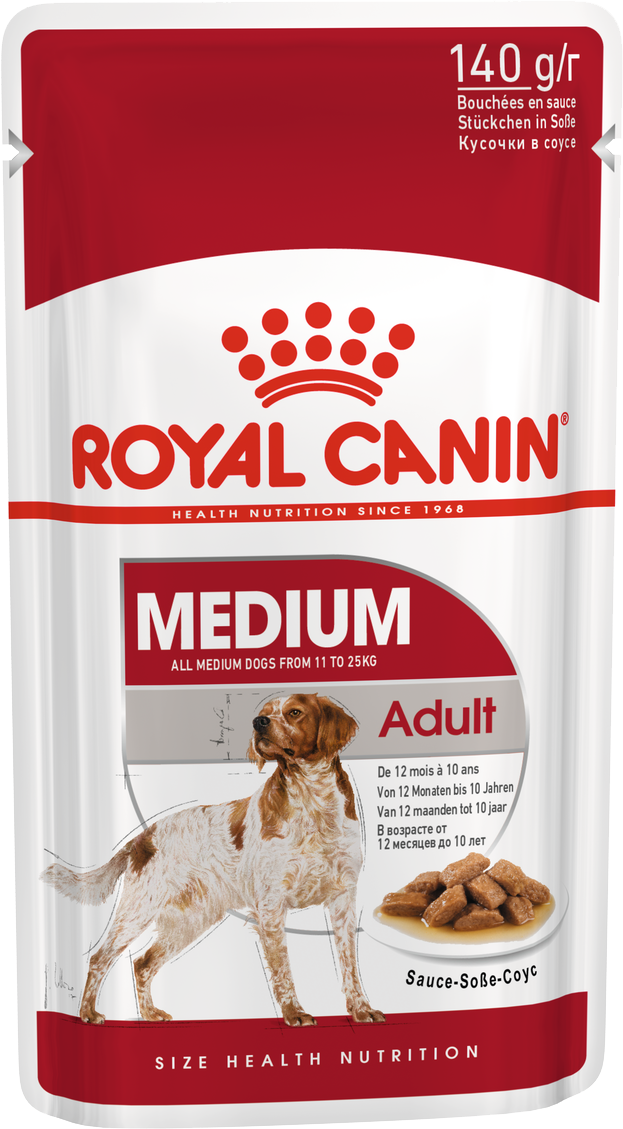 140 g/г
Bouchées en sauce
Stückchen in Soße
Кусочки в соусе
ROYAL CANIN®
HEALTH NUTRITION SINCE 1968
MEDIUM
ALL MEDIUM DOGS FROM 11 TO 25KG
Adult
De 12 mois à 10 ans
Von 12 Monaten bis 10 Jahren
Van 12 maanden tot 10 jaar
В возрасте от
12 месяцев до 10 лет
Sauce-Soße-Соус
SIZE HEALTH NUTRITION